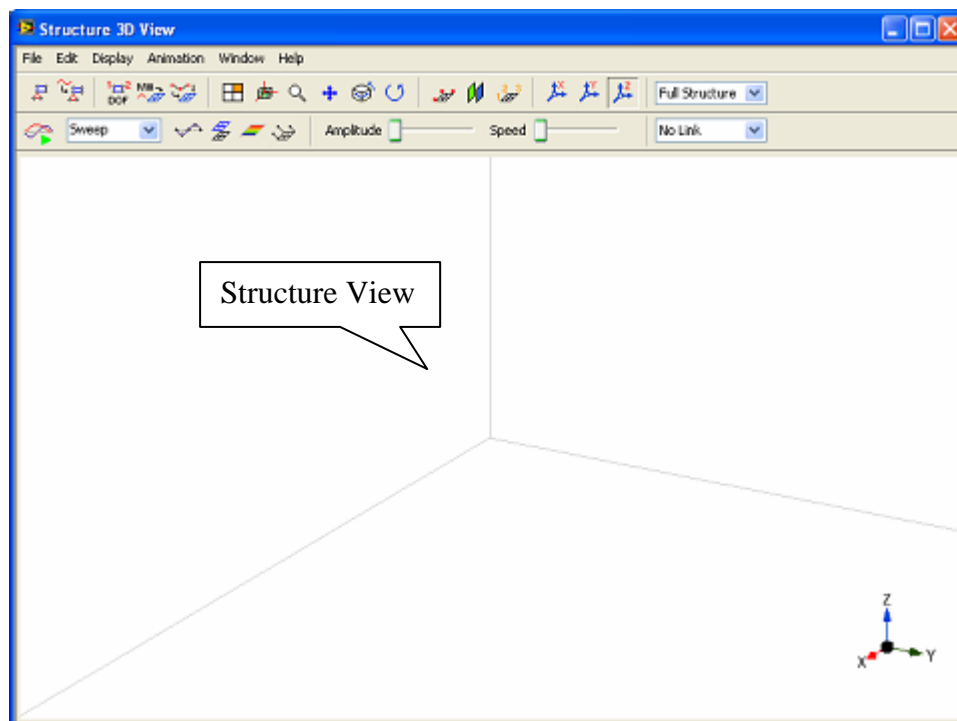 Structure 3D View
File Edit Display Animation Window Help
DOF Full Structure
Sweep Amplitude Speed No Link
Structure View
Z
X Y